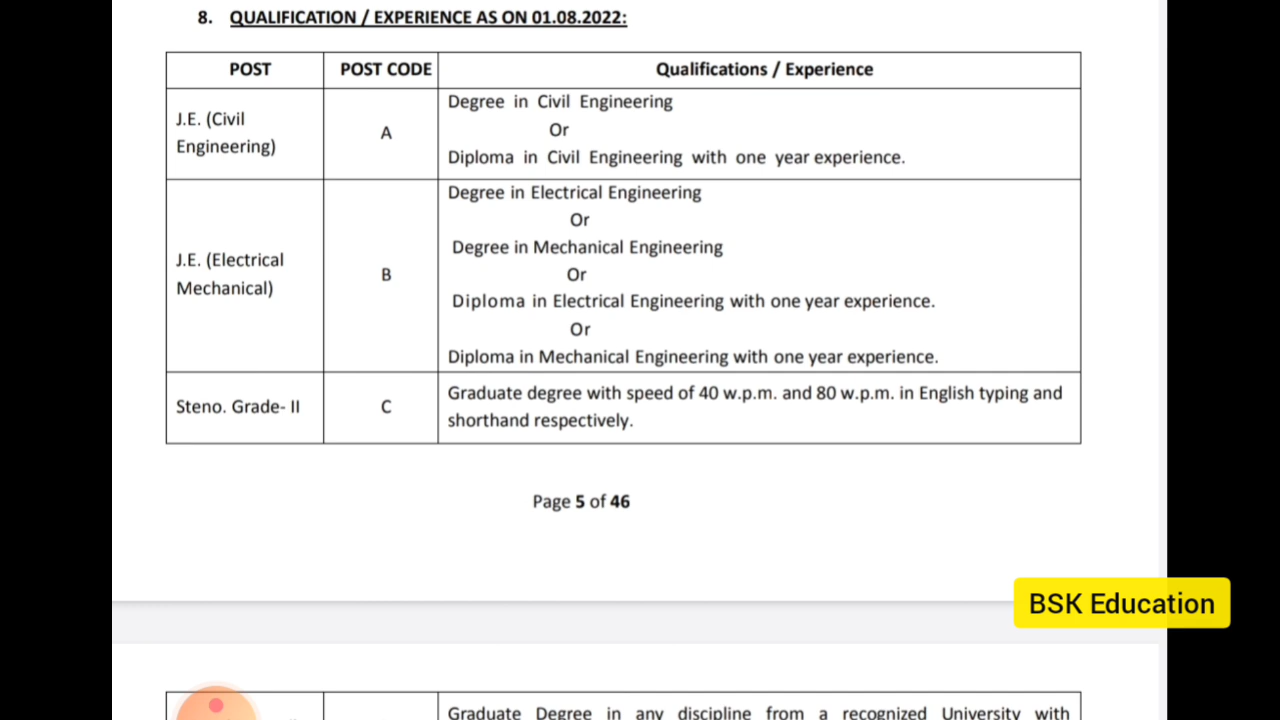 8. QUALIFICATION / EXPERIENCE AS ON 01.08.2022:
POST POST CODE Qualifications / Experience
J.E. (Civil
Engineering)
A
Degree in Civil Engineering
Or
Diploma in Civil Engineering with one year experience.
J.E. (Electrical
Mechanical)
B
Degree in Electrical Engineering
Or
Degree in Mechanical Engineering
Or
Diploma in Electrical Engineering with one year experience.
Or
Diploma in Mechanical Engineering with one year experience.
Steno. Grade- II
C
Graduate degree with speed of 40 w.p.m. and 80 w.p.m. in English typing and
shorthand respectively.
Page 5 of 46
BSK Education
Graduate Degree in any discipline from a recognized University with